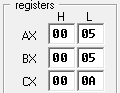 registers
H L
AX 00 05
BX 00 05
CX 00 0A